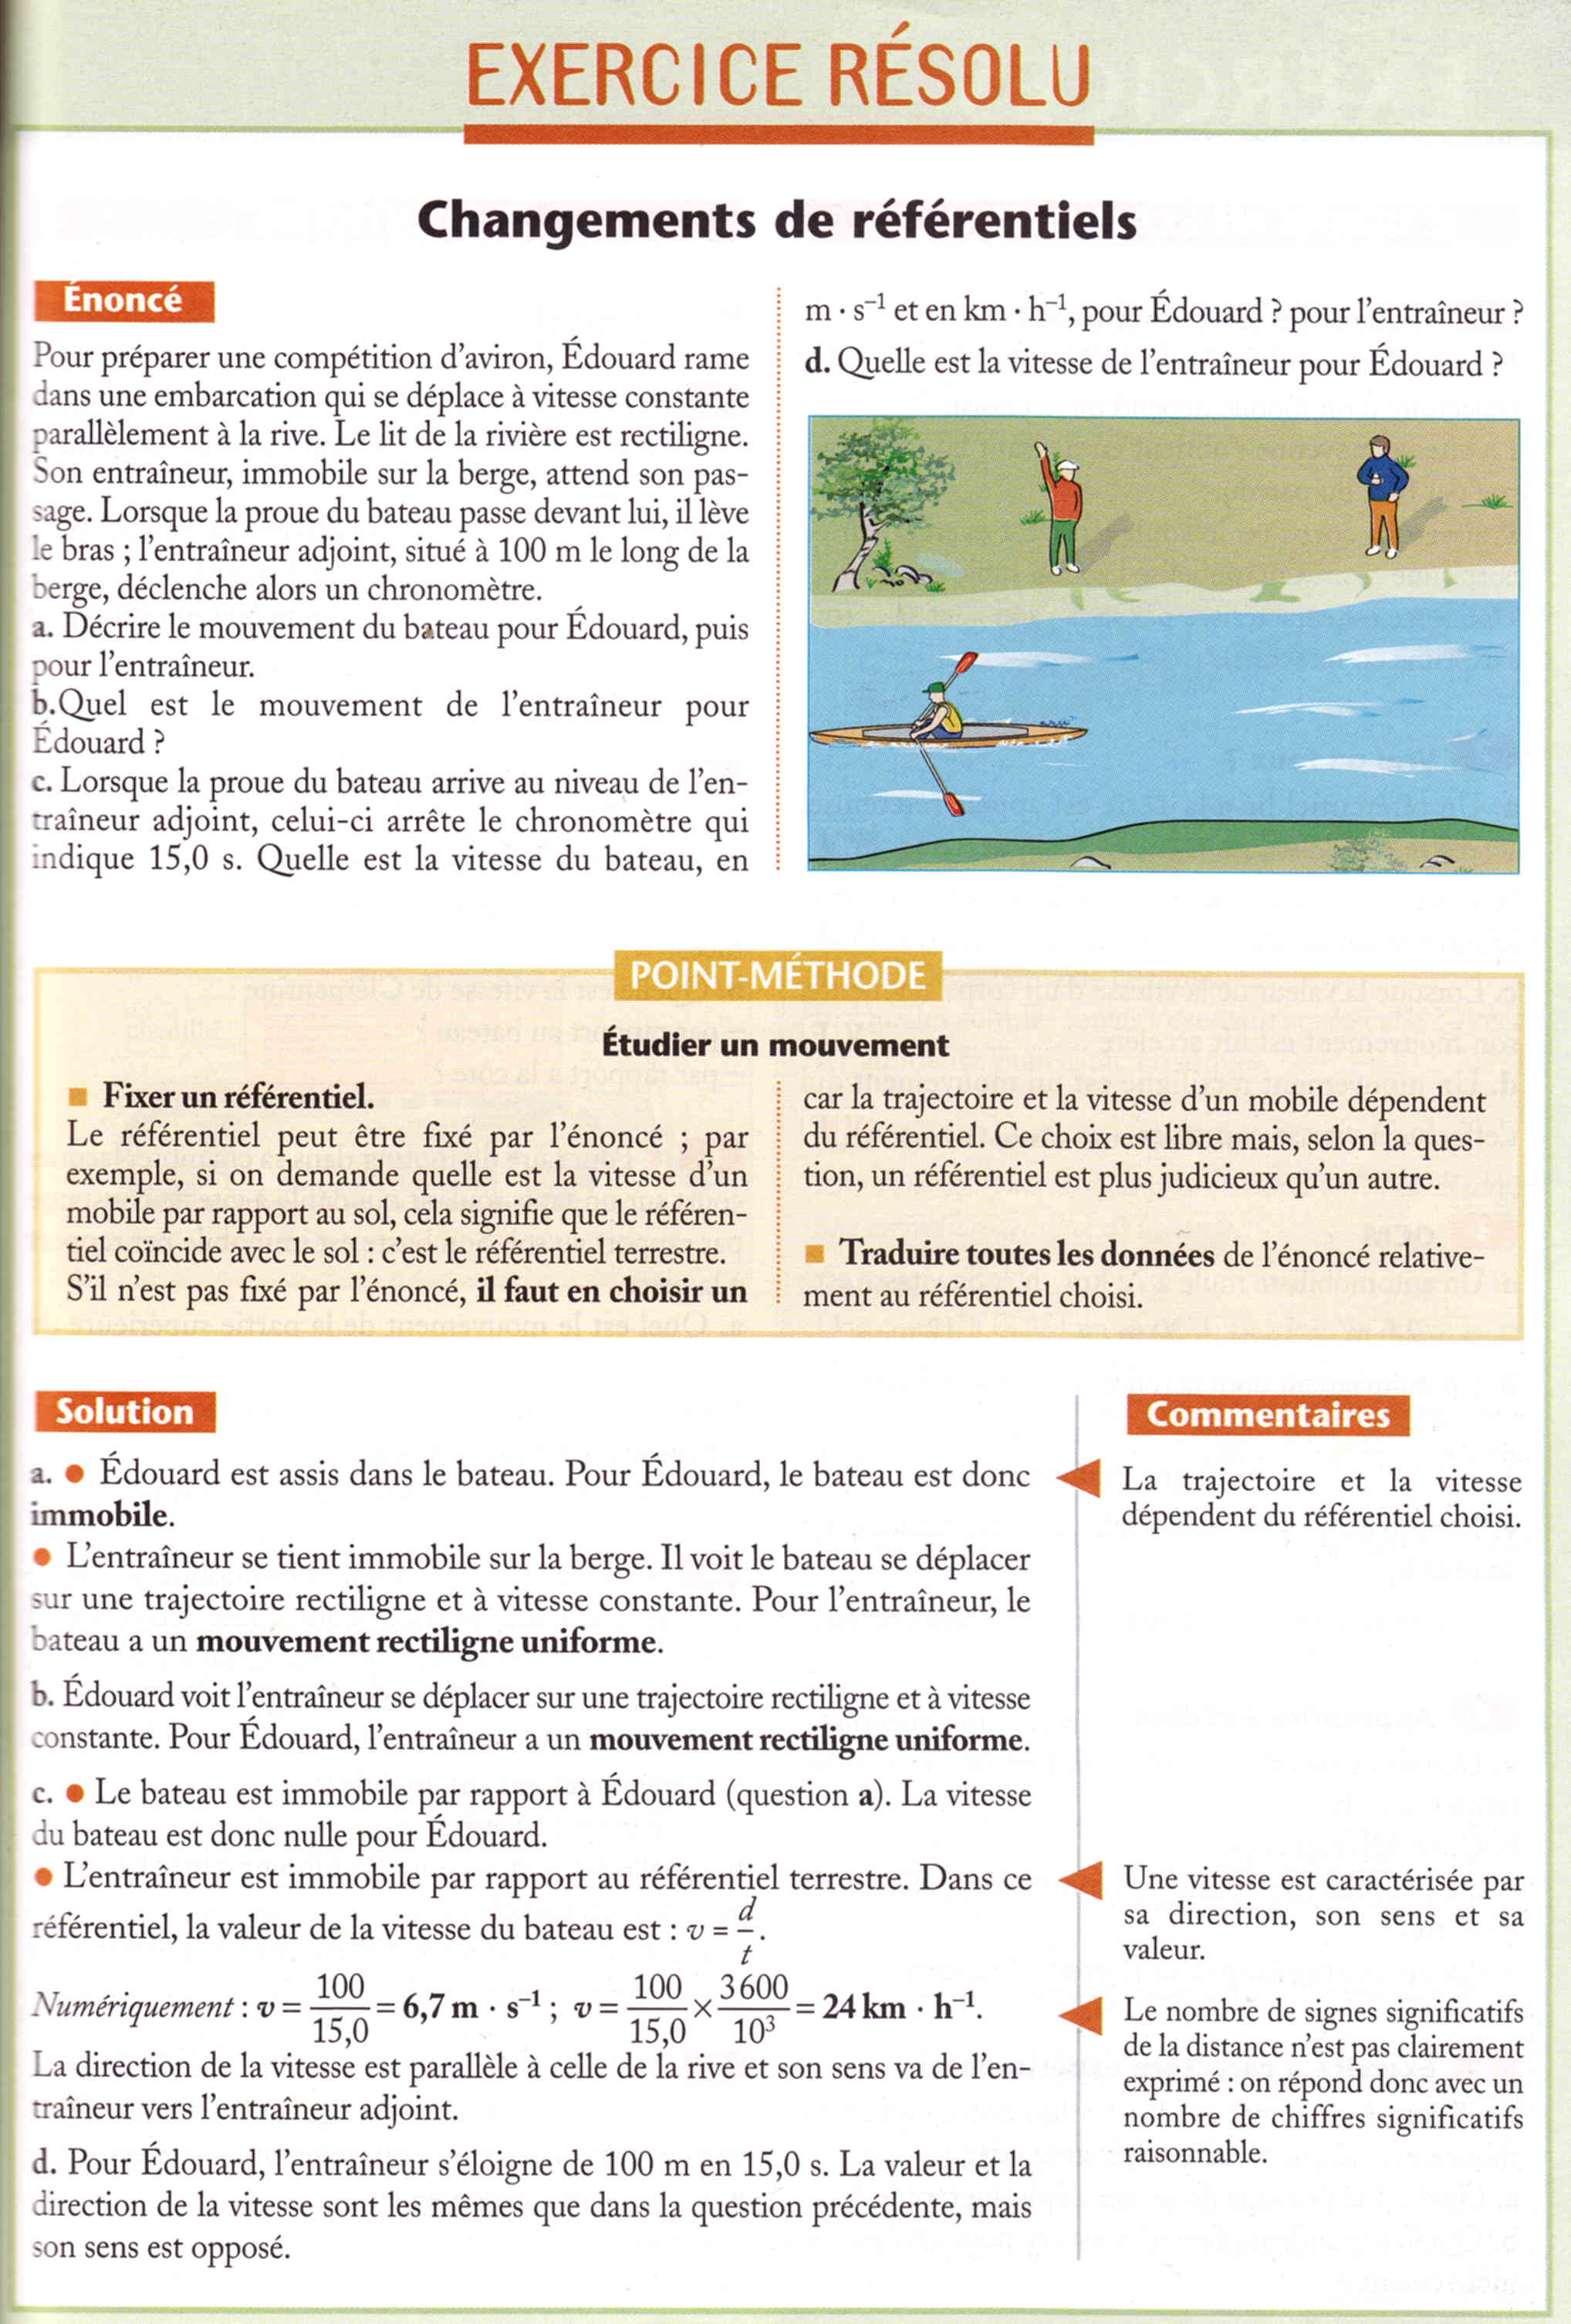 EXERCICE RÉSOLU
Changements de référentiels
Énoncé
Pour préparer une compétition d'aviron, Édouard rame
dans une embarcation qui se déplace à vitesse constante
parallèlement à la rive. Le lit de la rivière est rectiligne.
Son entraîneur, immobile sur la berge, attend son pas-
sage. Lorsque la proue du bateau passe devant lui, il lève
le bras ; l'entraîneur adjoint, situé à 100 m le long de la
berge, déclenche alors un chronomètre.
a. Décrire le mouvement du bateau pour Édouard, puis
pour l'entraîneur.
b.Quel est le mouvement de l'entraîneur pour
Édouard ?
c. Lorsque la proue du bateau arrive au niveau de l'en-
traîneur adjoint, celui-ci arrête le chronomètre qui
indique 15,0 s. Quelle est la vitesse du bateau, en
m · s⁻¹ et en km · h⁻¹, pour Édouard ? pour l'entraîneur ?
d. Quelle est la vitesse de l'entraîneur pour Édouard ?
POINT-MÉTHODE
Étudier un mouvement
Fixer un référentiel.
Le référentiel peut être fixé par l'énoncé ; par
exemple, si on demande quelle est la vitesse d'un
mobile par rapport au sol, cela signifie que le référen-
tiel coïncide avec le sol : c'est le référentiel terrestre.
S'il n'est pas fixé par l'énoncé, il faut en choisir un
car la trajectoire et la vitesse d'un mobile dépendent
du référentiel. Ce choix est libre mais, selon la ques-
tion, un référentiel est plus judicieux qu'un autre.
Traduire toutes les données de l'énoncé relative-
ment au référentiel choisi.
Solution
a. • Édouard est assis dans le bateau. Pour Édouard, le bateau est donc
immobile.
• L'entraîneur se tient immobile sur la berge. Il voit le bateau se déplacer
sur une trajectoire rectiligne et à vitesse constante. Pour l'entraîneur, le
bateau a un mouvement rectiligne uniforme.
b. Édouard voit l'entraîneur se déplacer sur une trajectoire rectiligne et à vitesse
constante. Pour Édouard, l'entraîneur a un mouvement rectiligne uniforme.
c. • Le bateau est immobile par rapport à Édouard (question a). La vitesse
du bateau est donc nulle pour Édouard.
• L'entraîneur est immobile par rapport au référentiel terrestre. Dans ce
référentiel, la valeur de la vitesse du bateau est : v = d/t.
Numériquement : v = 100/15,0 = 6,7 m · s⁻¹ ; v = 100/15,0 × 3 600/10³ = 24 km · h⁻¹.
La direction de la vitesse est parallèle à celle de la rive et son sens va de l'en-
traîneur vers l'entraîneur adjoint.
d. Pour Édouard, l'entraîneur s'éloigne de 100 m en 15,0 s. La valeur et la
direction de la vitesse sont les mêmes que dans la question précédente, mais
son sens est opposé.
Commentaires
La trajectoire et la vitesse
dépendent du référentiel choisi.
Une vitesse est caractérisée par
sa direction, son sens et sa
valeur.
Le nombre de signes significatifs
de la distance n'est pas clairement
exprimé : on répond donc avec un
nombre de chiffres significatifs
raisonnable.